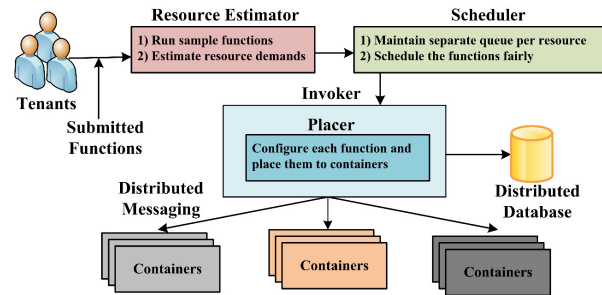 Resource Estimator
Scheduler
1) Run sample functions
2) Estimate resource demands
1) Maintain separate queue per resource
2) Schedule the functions fairly
Tenants
Submitted
Functions
Invoker
Placer
Configure each function and
place them to containers
Distributed
Database
Distributed
Messaging
Containers
Containers
Containers